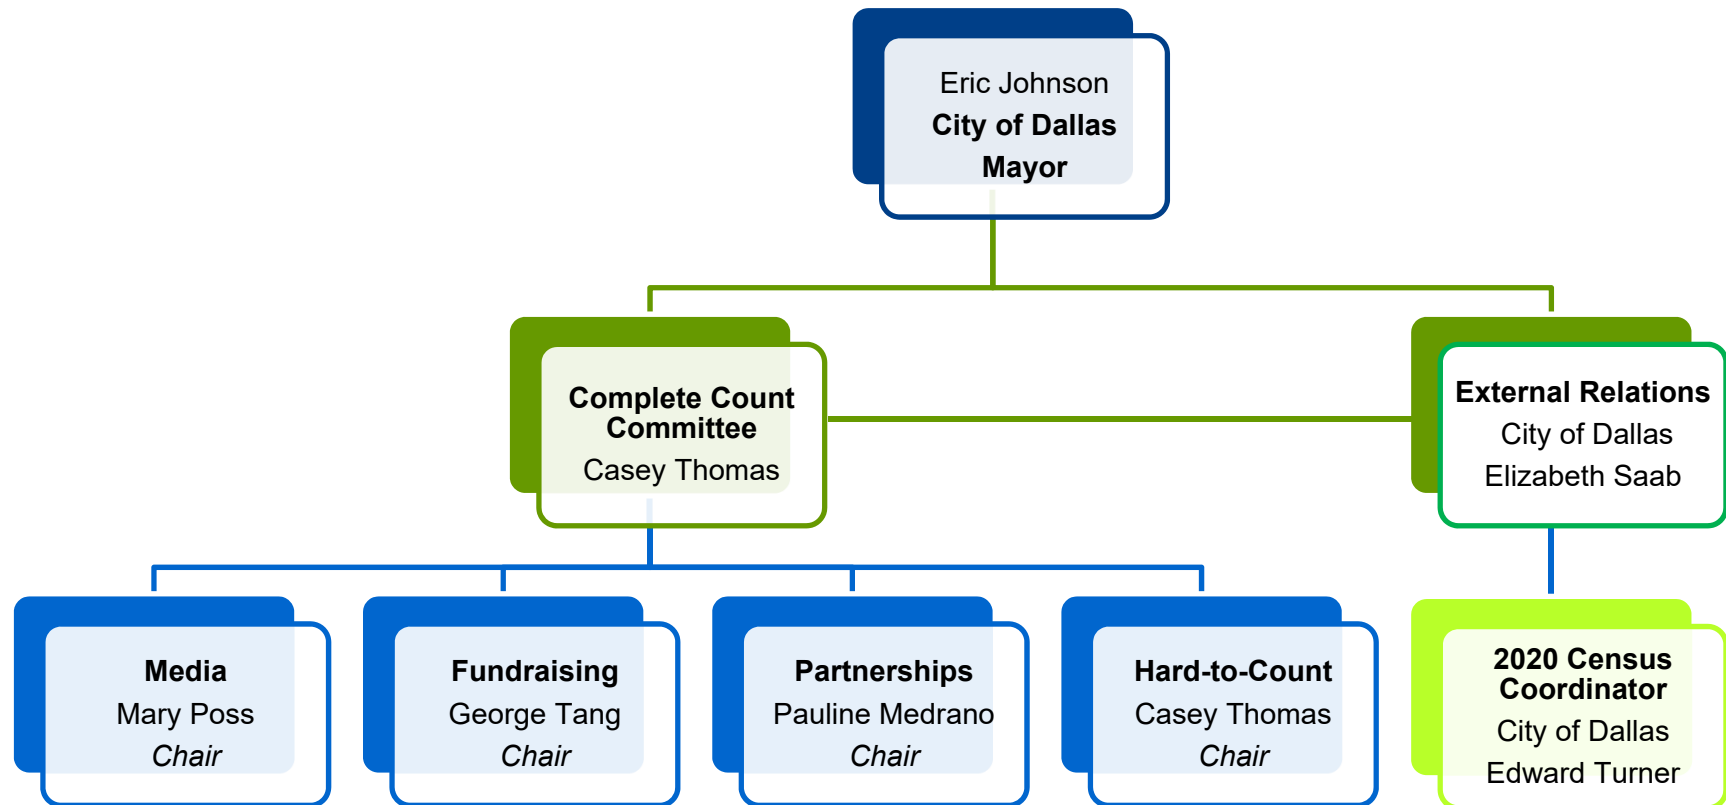 Eric Johnson
City of Dallas
Mayor
Complete Count
Committee
Casey Thomas
External Relations
City of Dallas
Elizabeth Saab
Media
Mary Poss
Chair
Fundraising
George Tang
Chair
Partnerships
Pauline Medrano
Chair
Hard-to-Count
Casey Thomas
Chair
2020 Census
Coordinator
City of Dallas
Edward Turner